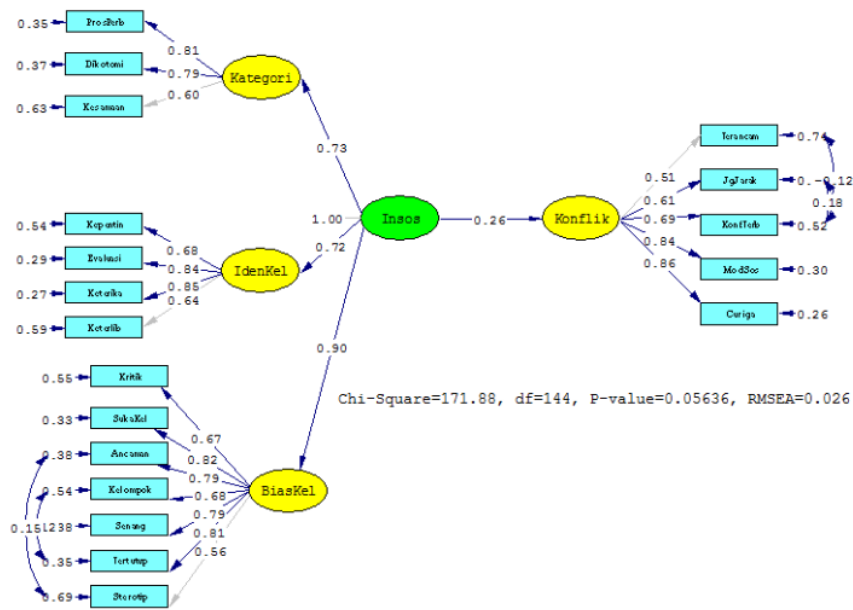 0.35 ProsPerb
0.81
0.37 Dikotomi
0.79
Kategori
0.63 Kesamaan
0.60
0.73
Terancam 0.74
0.51
JgJarak 0.
-0.12
0.61
0.18
0.54 Kepentin
0.68
1.00 Insos 0.26 Konflik
0.69
KonfTerb 0.52
0.29 Evaluasi
0.84
0.72
0.84
IdenKel
0.27 Keterika
0.85
ModSos 0.30
0.86
0.59 Keterlib
0.64
Curiga 0.26
0.90
0.55 Kritik
0.67
Chi-Square=171.88, df=144, P-value=0.05636, RMSEA=0.026
0.33 SukaKel
0.82
0.38 Ancaman
0.79
0.54 Kelompok
0.68
BiasKel
0.15 38 Senang
0.79
0.35 Tertutup
0.81
0.56
0.69 Sterotip